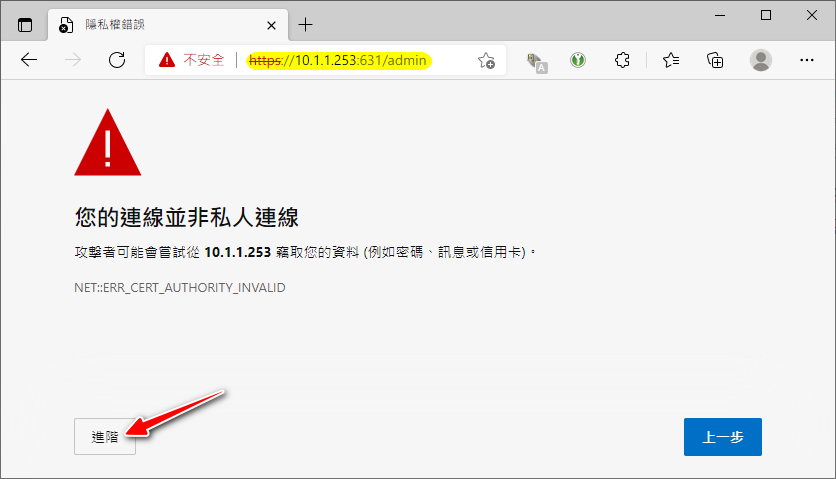 隱私權錯誤
不安全 https://10.1.1.253:631/admin
A
您的連線並非私人連線
攻擊者可能會嘗試從 10.1.1.253 竊取您的資料 (例如密碼、訊息或信用卡)。
NET::ERR_CERT_AUTHORITY_INVALID
進階
上一步